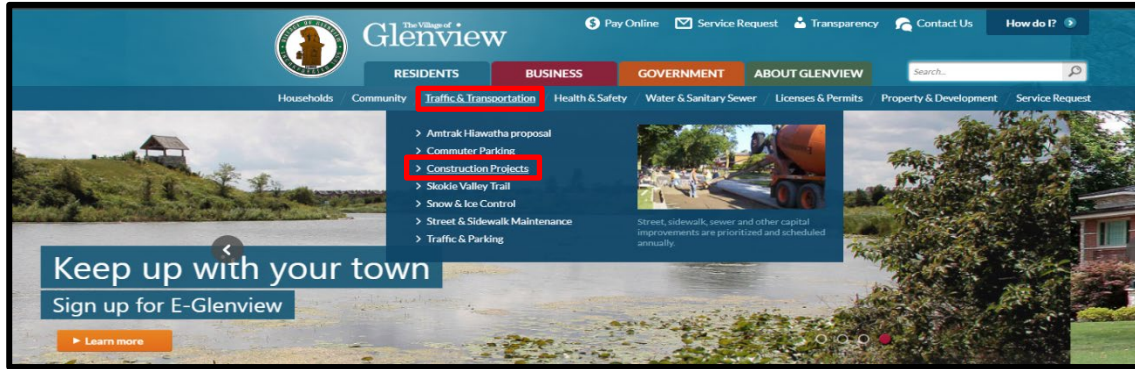 The Village of
Glenview
Pay Online Service Request Transparency Contact Us How do I?
RESIDENTS BUSINESS GOVERNMENT ABOUT GLENVIEW Search...
Households / Community / Traffic & Transportation / Health & Safety / Water & Sanitary Sewer / Licenses & Permits / Property & Development / Service Request
> Amtrak Hiawatha proposal
> Commuter Parking
> Construction Projects
> Skokie Valley Trail
> Snow & Ice Control
> Street & Sidewalk Maintenance
> Traffic & Parking
Street, sidewalk, sewer and other capital
improvements are prioritized and scheduled
annually.
Keep up with your town
Sign up for E-Glenview
Learn more